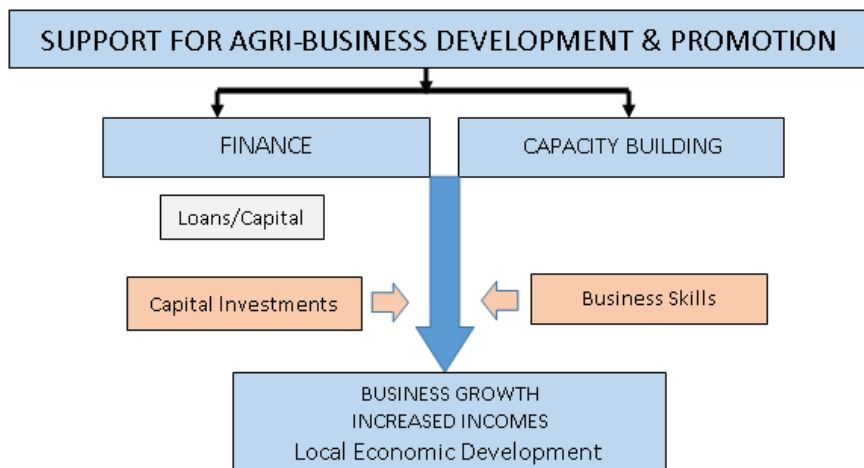 SUPPORT FOR AGRI-BUSINESS DEVELOPMENT & PROMOTION
FINANCE
CAPACITY BUILDING
Loans/Capital
Capital Investments
Business Skills
BUSINESS GROWTH
INCREASED INCOMES
Local Economic Development